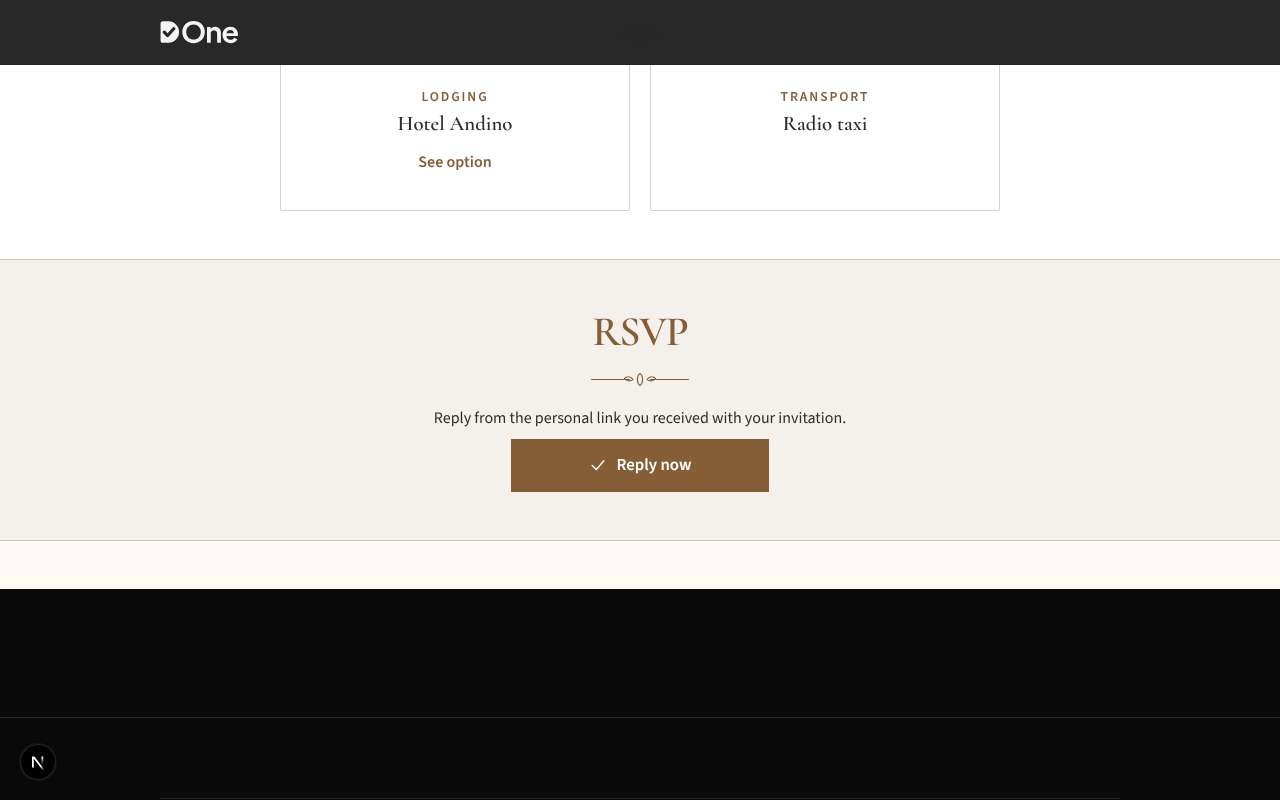 DOne
LODGING
Hotel Andino
See option
TRANSPORT
Radio taxi
RSVP
Reply from the personal link you received with your invitation.
Reply now
N